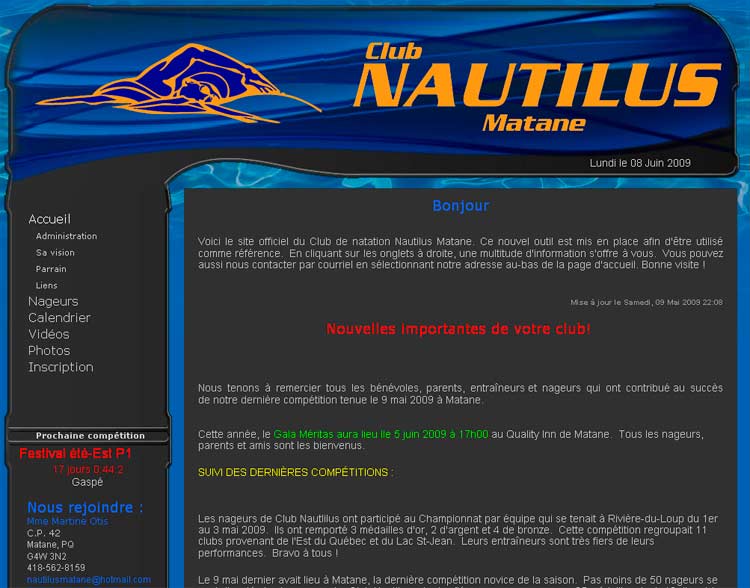 Club
NAUTILUS
Matane
Lundi le 08 Juin 2009
Accueil
Administration
Sa vision
Parrain
Liens
Nageurs
Calendrier
Vidéos
Photos
Inscription
Prochaine compétition
Festival été-Est P1
17 jours 0:44:2
Gaspé
Nous rejoindre :
Mme Martine Otis
C.P. 42
Matane, PQ
G4W 3N2
418-562-8159
nautilusmatane@hotmail.com
Bonjour
Voici le site officiel du Club de natation Nautilus Matane. Ce nouvel outil est mis en place afin d'être utilisé
comme référence. En cliquant sur les onglets à droite, une multitude d'information s'offre à vous. Vous pouvez
aussi nous contacter par courriel en sélectionnant notre adresse au-bas de la page d'accueil. Bonne visite !
Mise à jour le Samedi, 09 Mai 2009 22:08
Nouvelles importantes de votre club!
Nous tenons à remercier tous les bénévoles, parents, entraîneurs et nageurs qui ont contribué au succès
de notre dernière compétition tenue le 9 mai 2009 à Matane.
Cette année, le Gala Méritas aura lieu lle 5 juin 2009 à 17h00 au Quality Inn de Matane. Tous les nageurs,
parents et amis sont les bienvenus.
SUIVI DES DERNIÈRES COMPÉTITIONS :
Les nageurs de Club Nautliius ont participé au Championnat par équipe qui se tenait à Rivière-du-Loup du 1er
au 3 mai 2009. Ils ont remporté 3 médailles d'or, 2 d'argent et 4 de bronze. Cette compétition regroupait 11
clubs provenant de l'Est du Québec et du Lac St-Jean. Leurs entraîneurs sont très fiers de leurs
performances. Bravo à tous !
Le 9 mai dernier avait lieu à Matane, la dernière compétition novice de la saison. Pas moins de 50 nageurs se